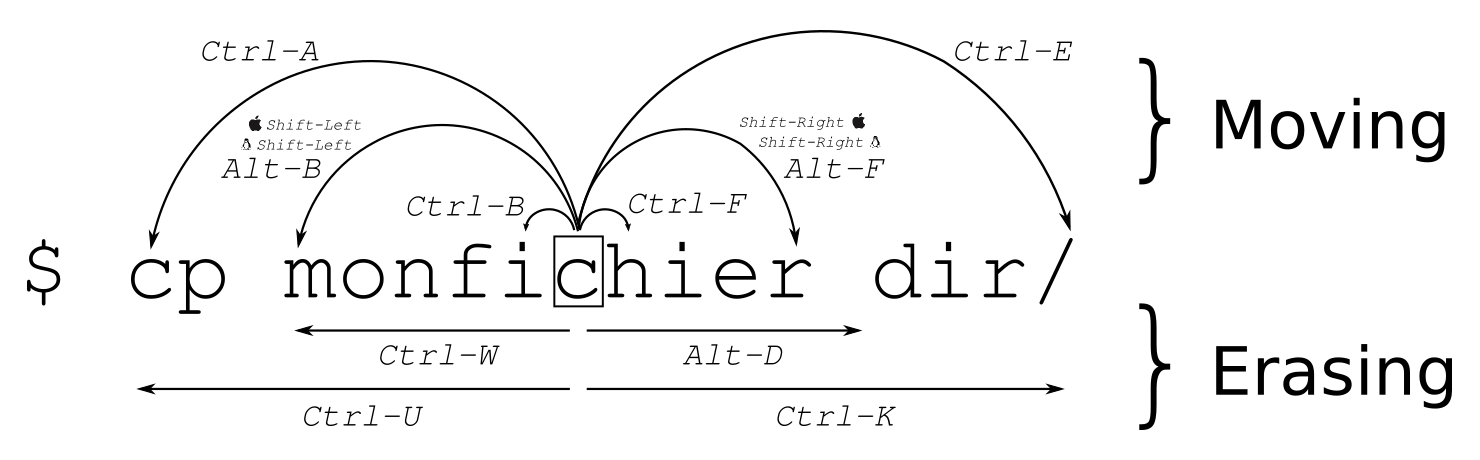 Ctrl-A
Ctrl-E
Shift-Left
Shift-Right
Shift-Left
Shift-Right
Alt-B
Alt-F
Moving
Ctrl-B
Ctrl-F
$ cp monfichier dir/
Ctrl-W
Alt-D
Erasing
Ctrl-U
Ctrl-K